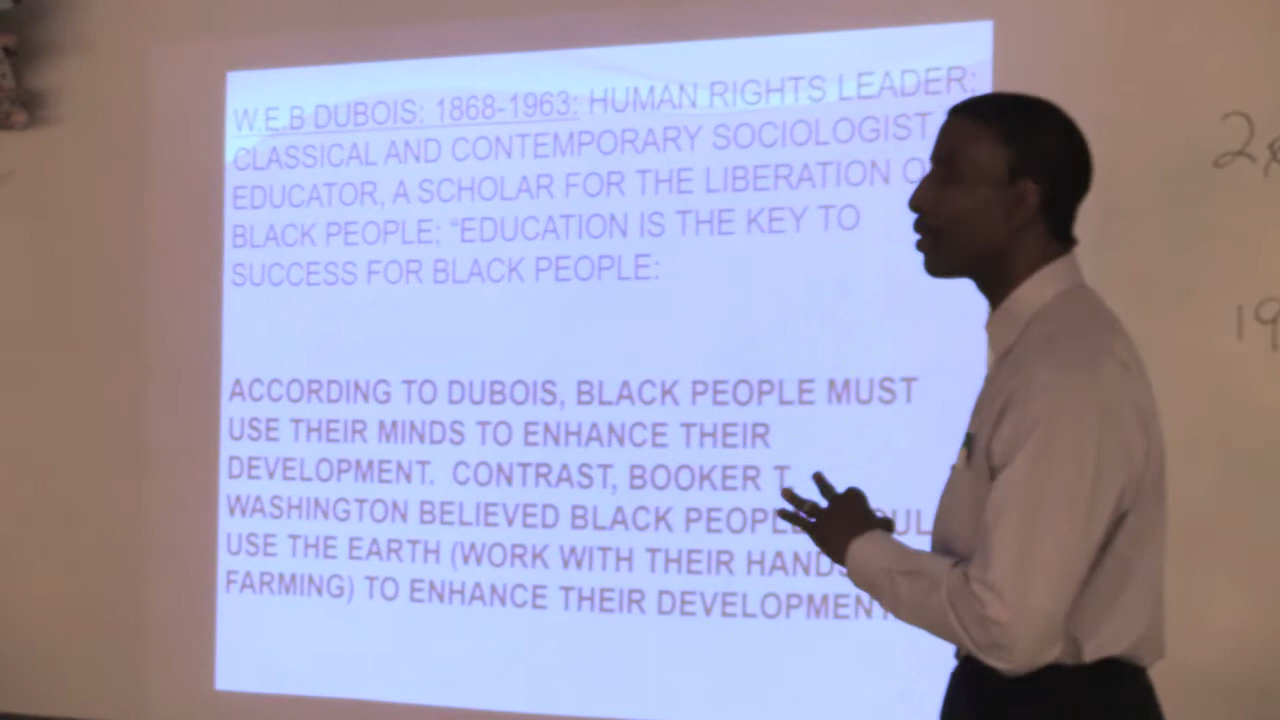 W.E.B DUBOIS: 1868-1963: HUMAN RIGHTS LEADER;
CLASSICAL AND CONTEMPORARY SOCIOLOGIST
EDUCATOR, A SCHOLAR FOR THE LIBERATION
BLACK PEOPLE; “EDUCATION IS THE KEY TO
SUCCESS FOR BLACK PEOPLE:
ACCORDING TO DUBOIS, BLACK PEOPLE MUST
USE THEIR MINDS TO ENHANCE THEIR
DEVELOPMENT. CONTRAST, BOOKER T.
WASHINGTON BELIEVED BLACK PEOPLE
USE THE EARTH (WORK WITH THEIR HANDS
FARMING) TO ENHANCE THEIR DEVELOPMENT.